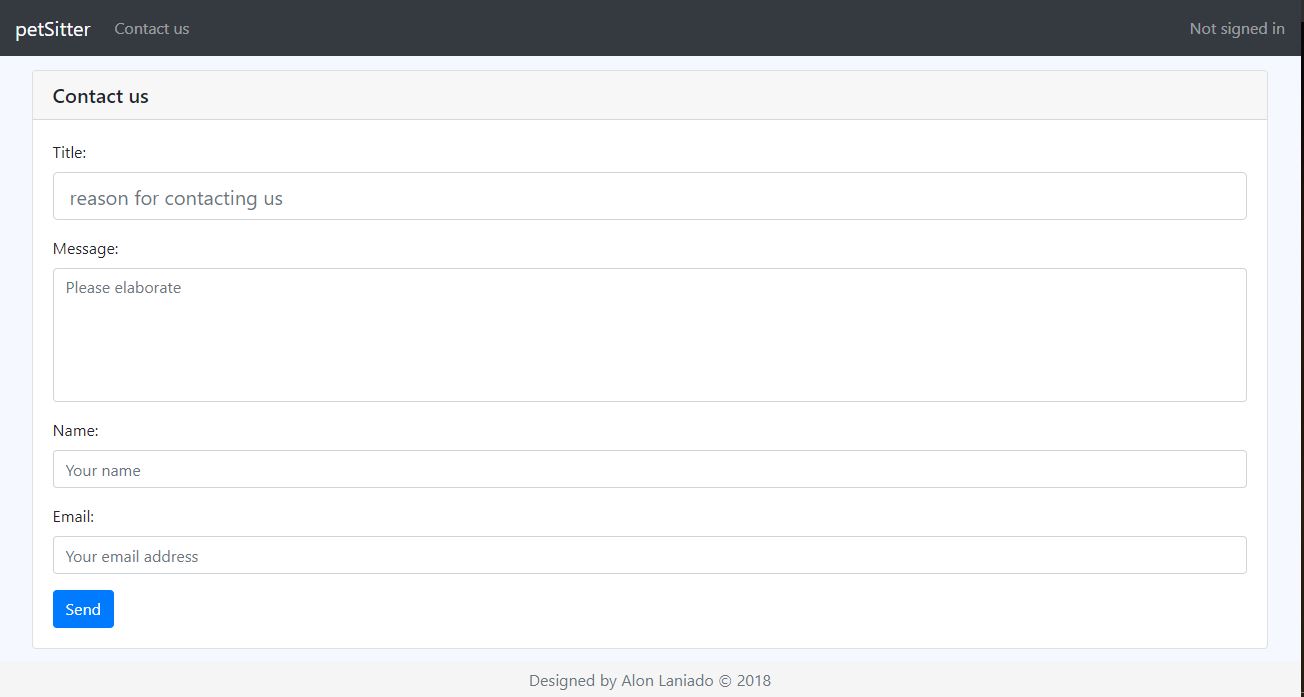 petSitter Contact us Not signed in
Contact us
Title:
reason for contacting us
Message:
Please elaborate
Name:
Your name
Email:
Your email address
Send
Designed by Alon Laniado © 2018